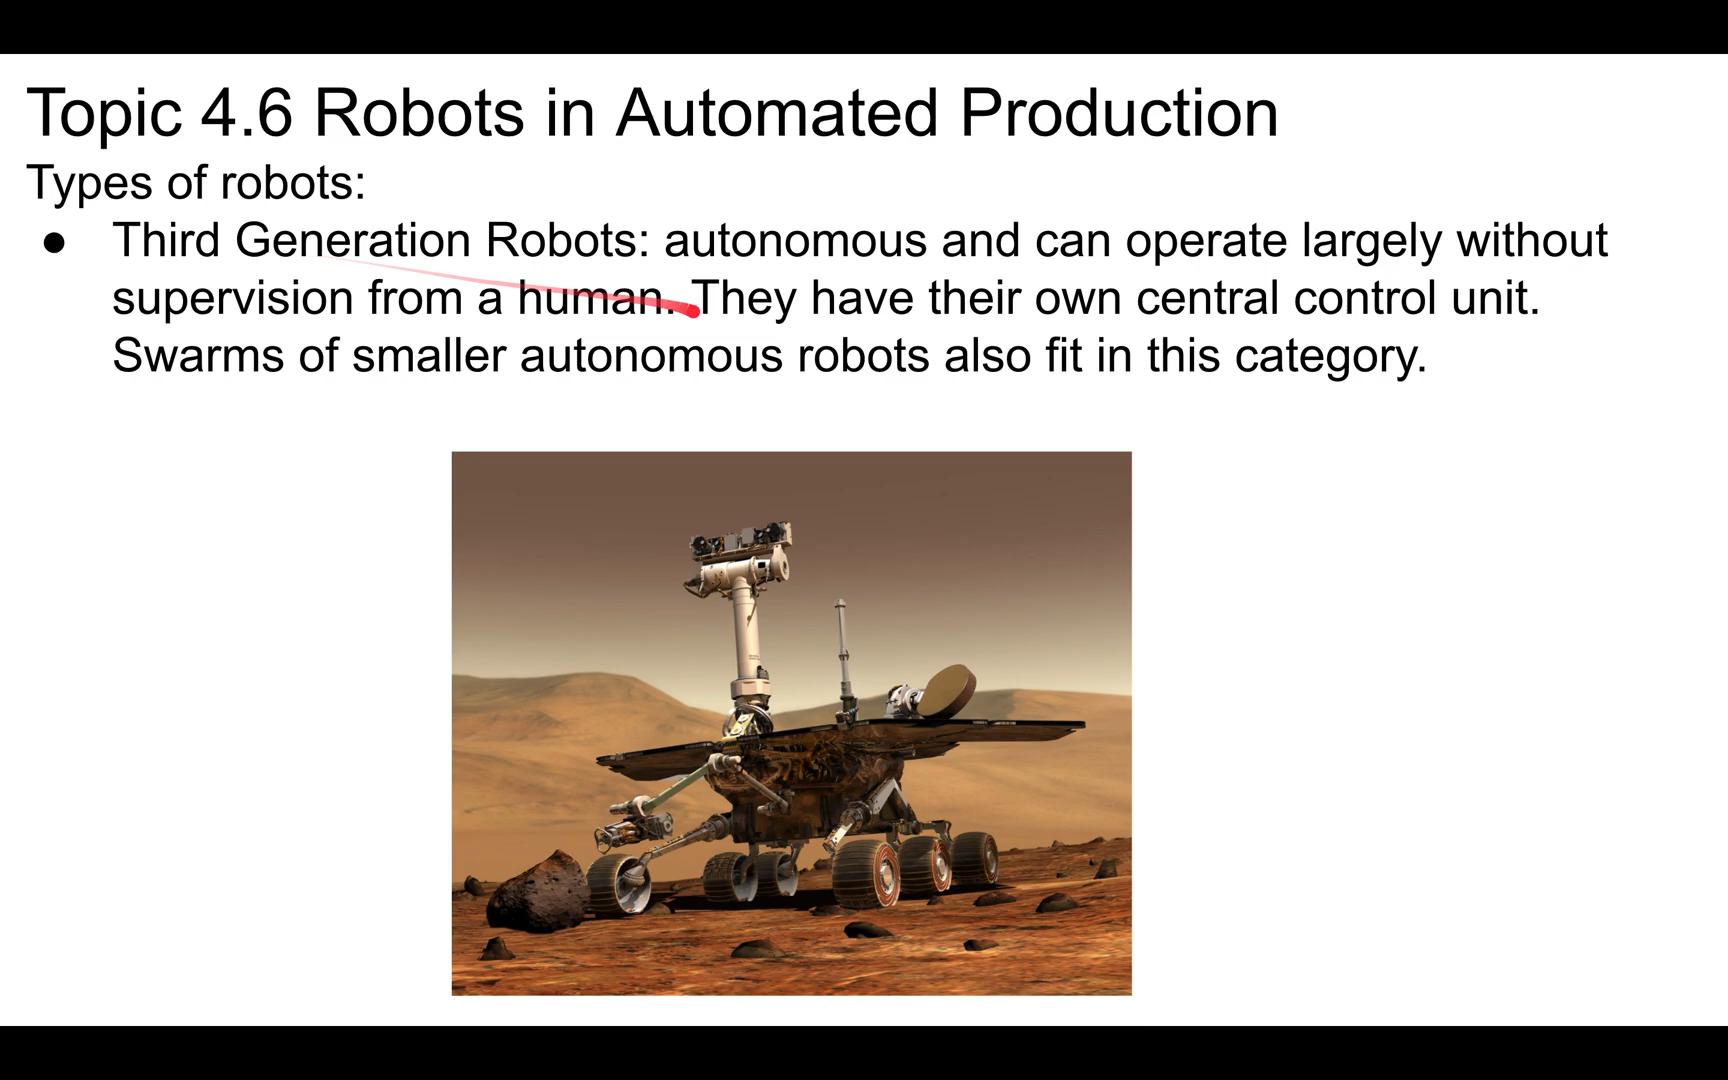 Topic 4.6 Robots in Automated Production
Types of robots:
● Third Generation Robots: autonomous and can operate largely without
supervision from a human. They have their own central control unit.
Swarms of smaller autonomous robots also fit in this category.